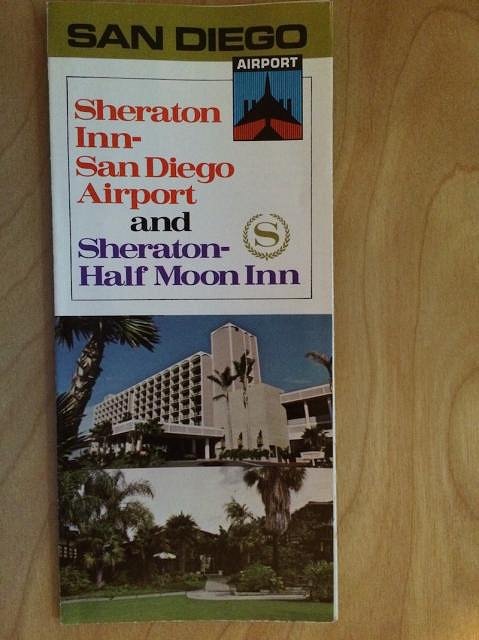 SAN DIEGO
AIRPORT
Sheraton
Inn-
San Diego
Airport
and
Sheraton-
Half Moon Inn
S